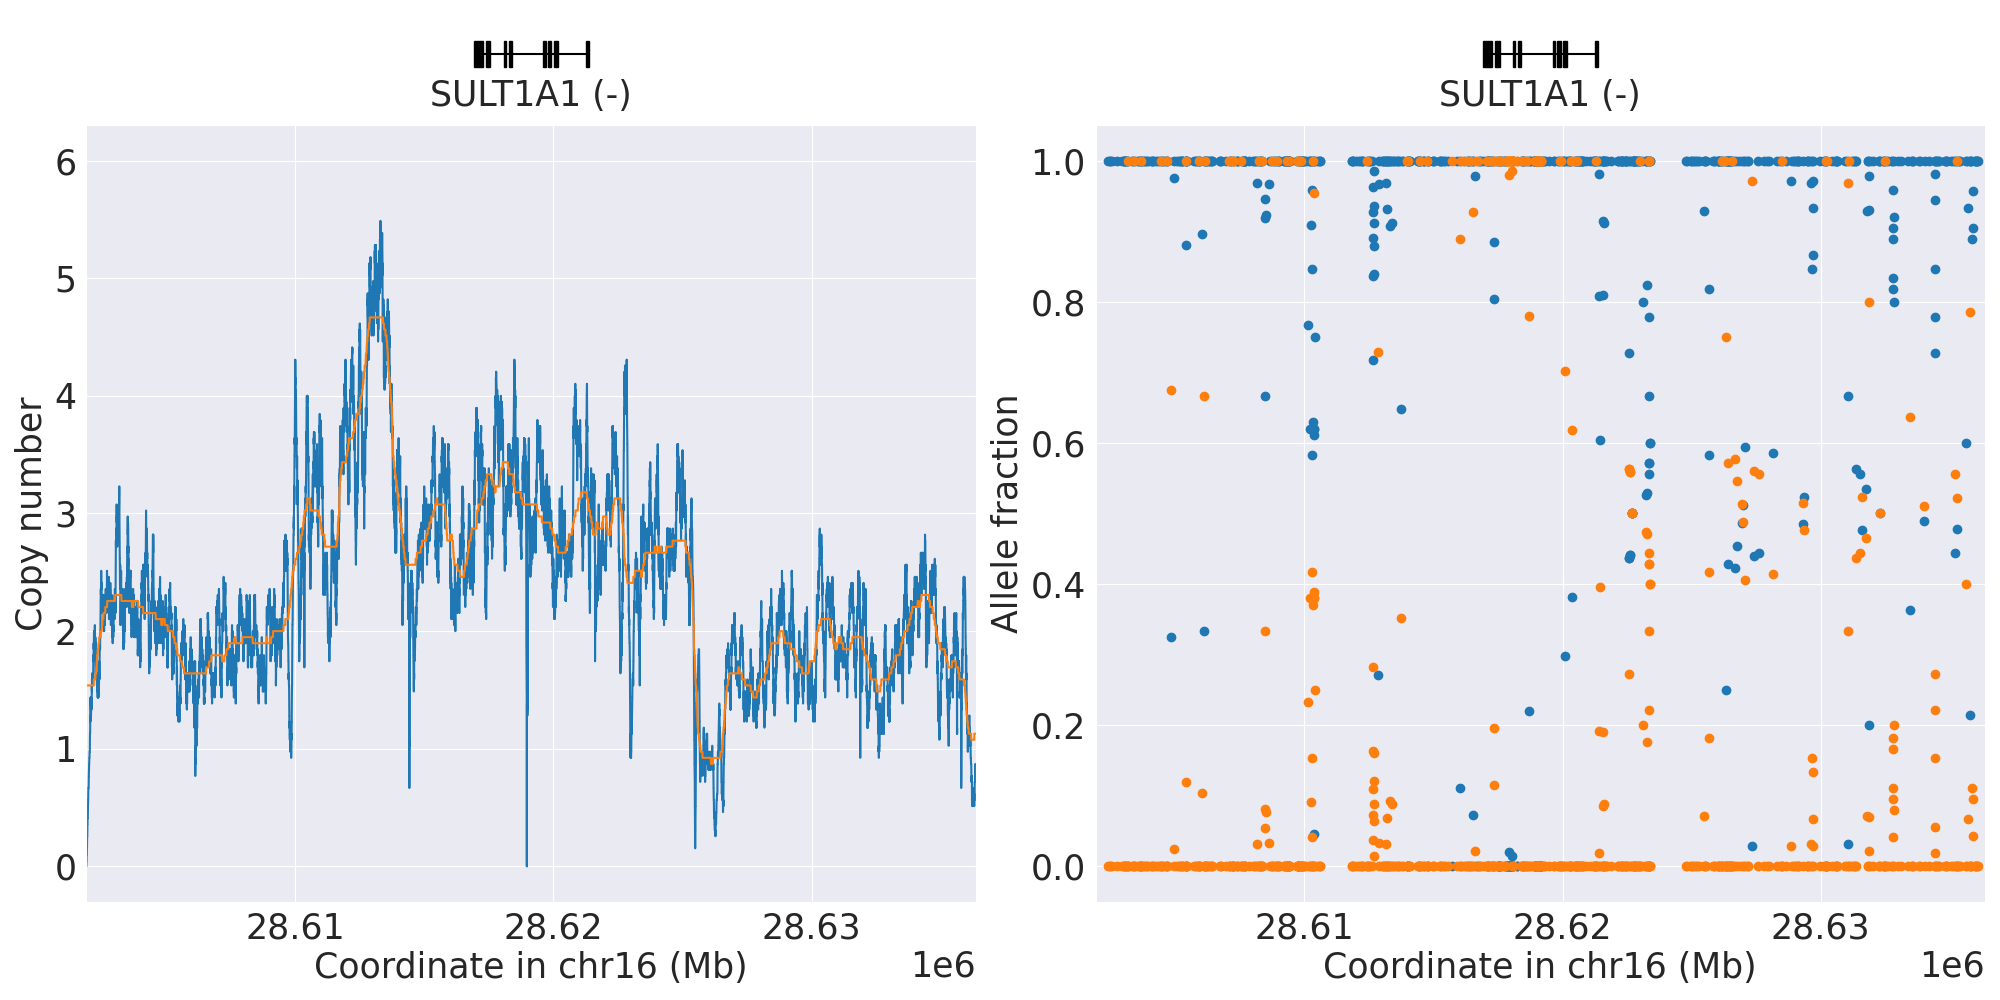 SULT1A1 (-)
6
5
4
3
2
1
0
Copy number
28.61
28.62
28.63
Coordinate in chr16 (Mb)
1e6
SULT1A1 (-)
1.0
0.8
0.6
0.4
0.2
0.0
Allele fraction
28.61
28.62
28.63
Coordinate in chr16 (Mb)
1e6